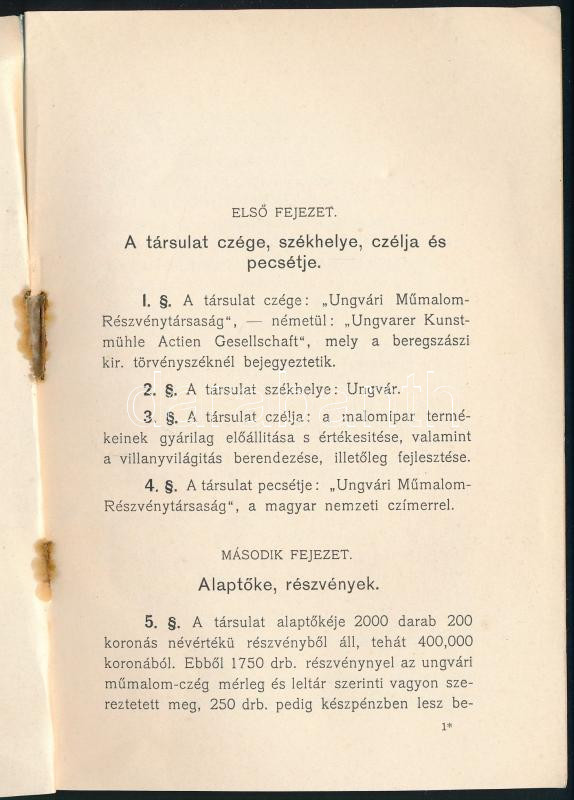 ELSŐ FEJEZET.
A társulat czége, székhelye, czélja és
pecsétje.
1. §. A társulat czége: „Ungvári Műmalom-
Részvénytársaság“, — németül: „Ungvarer Kunst-
mühle Actien Gesellschaft“, mely a beregszászi
kir. törvényszéknél bejegyeztetik.
2. §. A társulat székhelye: Ungvár.
3. §. A társulat czélja: a malomipar termé-
keinek gyárilag előállitása s értékesitése, valamint
a villanyvilágitás berendezése, illetőleg fejlesztése.
4. §. A társulat pecsétje: „Ungvári Műmalom-
Részvénytársaság“, a magyar nemzeti czímerrel.
MÁSODIK FEJEZET.
Alaptőke, részvények.
5. §. A társulat alaptőkéje 2000 darab 200
koronás névértékü részvényből áll, tehát 400,000
koronából. Ebből 1750 drb. részvénynyel az ungvári
műmalom-czég mérleg és leltár szerinti vagyon sze-
reztetett meg, 250 drb. pedig készpénzben lesz be-
1*
darabanth